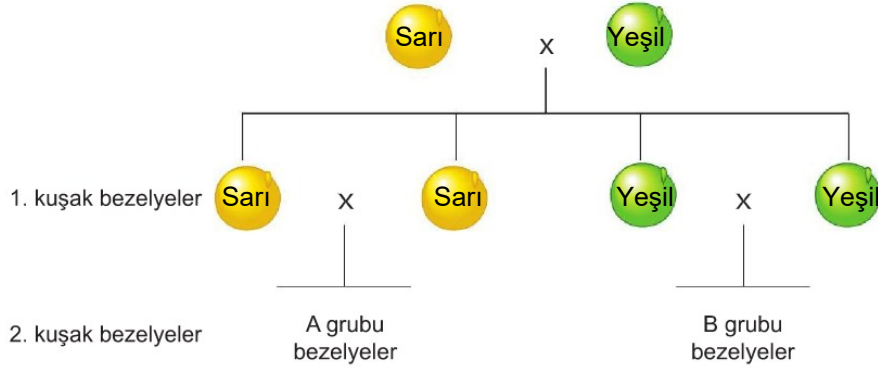 Sarı x Yeşil
1. kuşak bezelyeler Sarı x Sarı Yeşil x Yeşil
2. kuşak bezelyeler
A grubu
bezelyeler
B grubu
bezelyeler